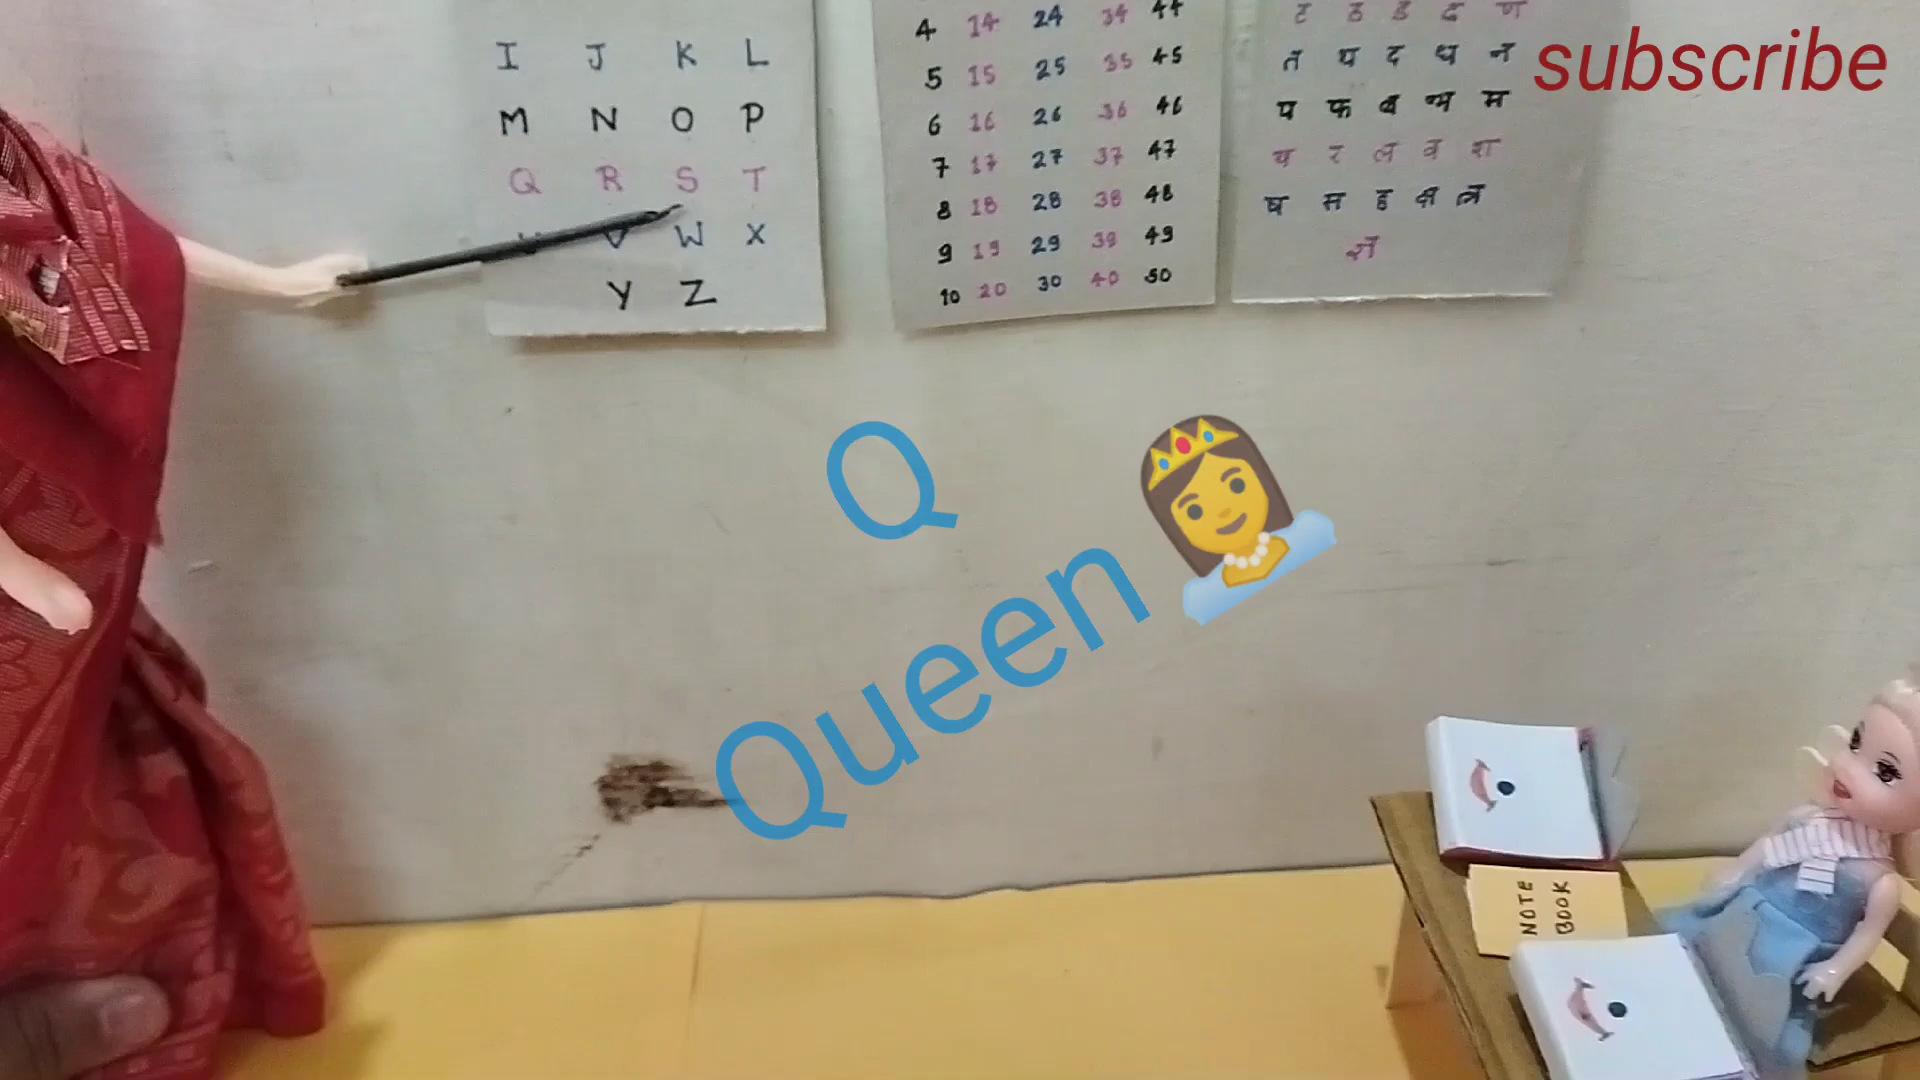 I J K L
M N O P
Q R S T
V W X
Y Z
4 14 24 34 44
5 15 25 35 45
6 16 26 36 46
7 17 27 37 47
8 18 28 38 48
9 19 29 39 49
10 20 30 40 50
ट ठ ड ढ ण
त थ द ध न
प फ ब भ म
य र ल व श
ष स ह क्ष त्र
ज्ञ
subscribe
Q
Queen
NOTE
BOOK